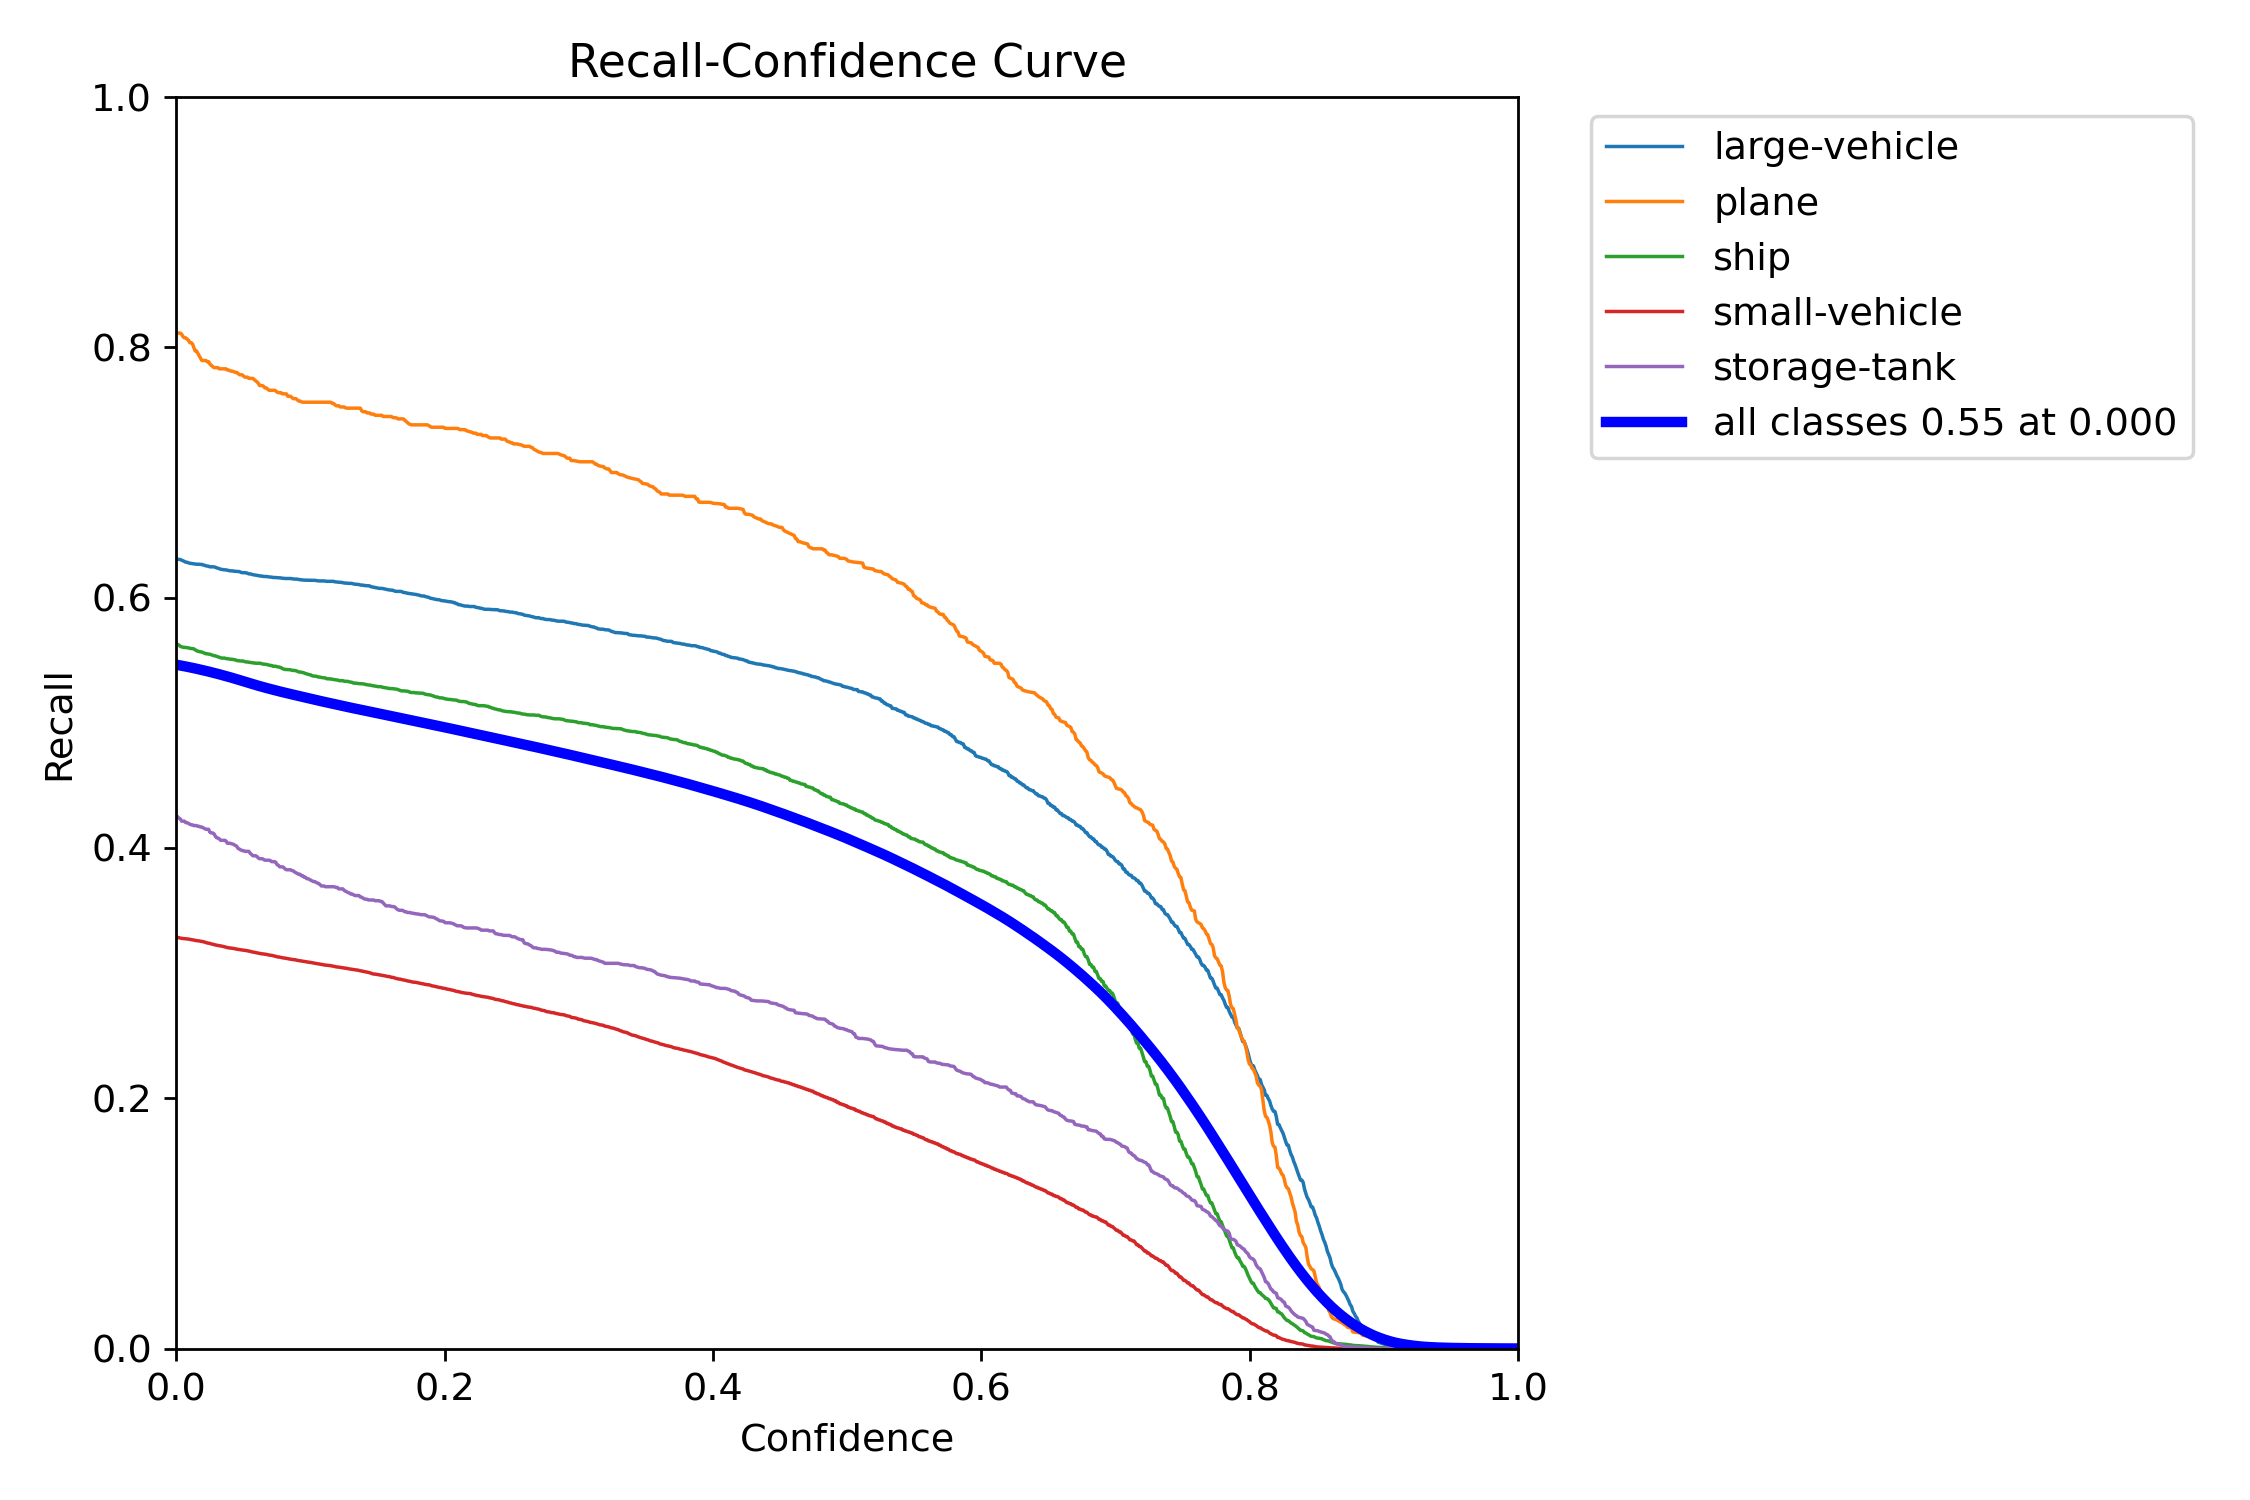 Recall-Confidence Curve
1.0
0.8
0.6
0.4
0.2
0.0
Recall
0.0 0.2 0.4 0.6 0.8 1.0
Confidence
large-vehicle
plane
ship
small-vehicle
storage-tank
all classes 0.55 at 0.000